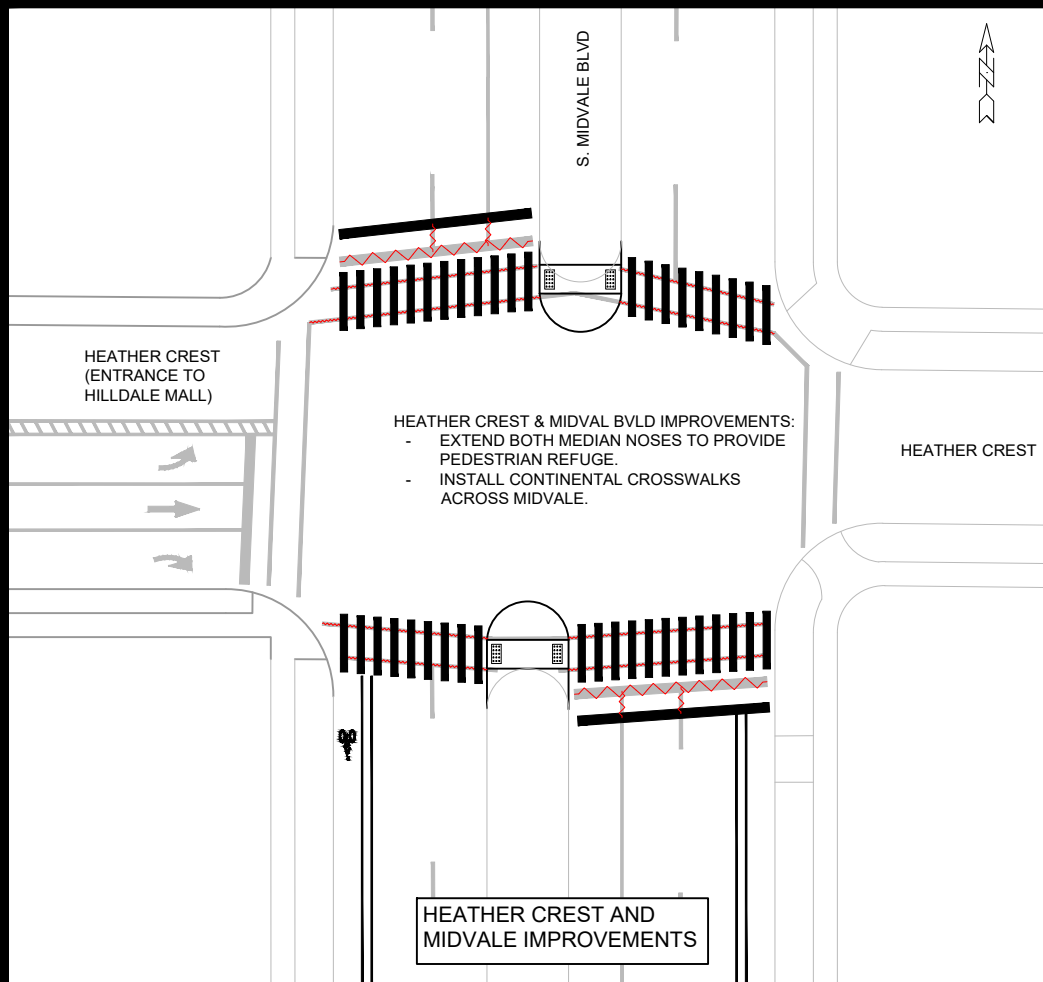 S. MIDVALE BLVD
HEATHER CREST
(ENTRANCE TO
HILLDALE MALL)
HEATHER CREST & MIDVAL BVLD IMPROVEMENTS:
- EXTEND BOTH MEDIAN NOSES TO PROVIDE
PEDESTRIAN REFUGE.
- INSTALL CONTINENTAL CROSSWALKS
ACROSS MIDVALE.
HEATHER CREST
HEATHER CREST AND
MIDVALE IMPROVEMENTS